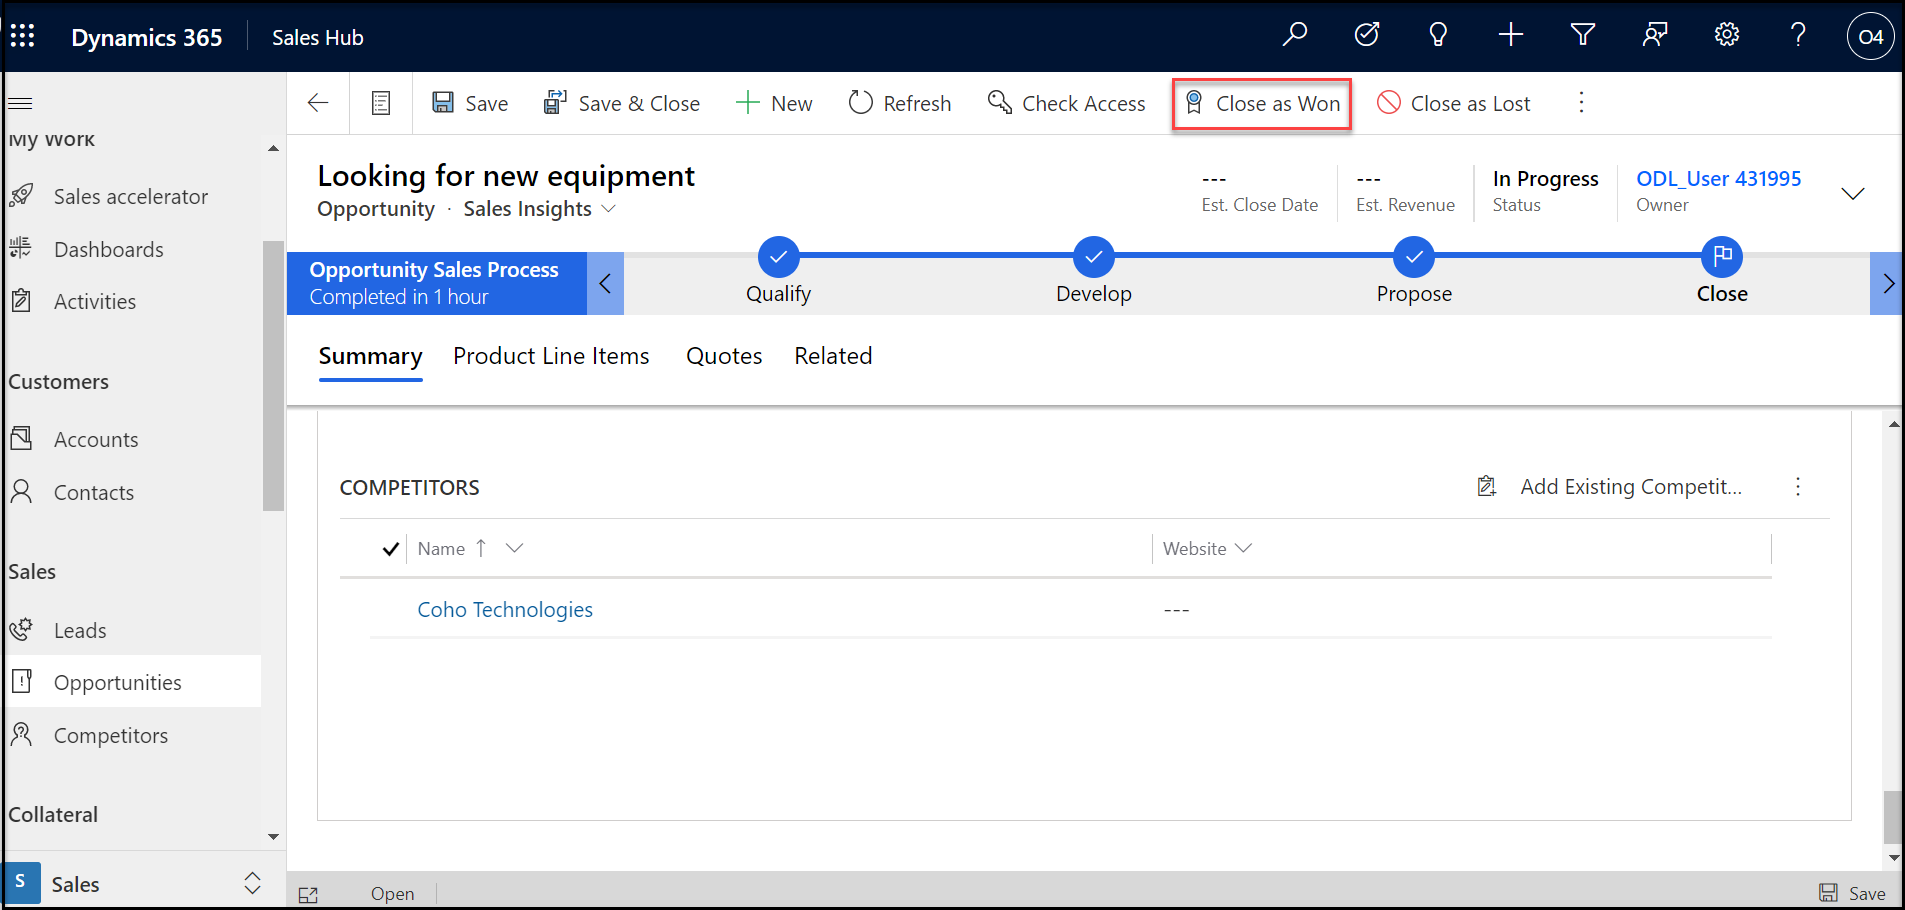 Dynamics 365 Sales Hub O4
Save Save & Close New Refresh Check Access Close as Won Close as Lost
My Work
Sales accelerator
Dashboards
Activities
Customers
Accounts
Contacts
Sales
Leads
Opportunities
Competitors
Collateral
S Sales
Looking for new equipment
Opportunity · Sales Insights
--- --- In Progress ODL_User 431995
Est. Close Date Est. Revenue Status Owner
Opportunity Sales Process
Completed in 1 hour
Qualify Develop Propose Close
Summary Product Line Items Quotes Related
COMPETITORS Add Existing Competit...
Name Website
Coho Technologies ---
Open Save